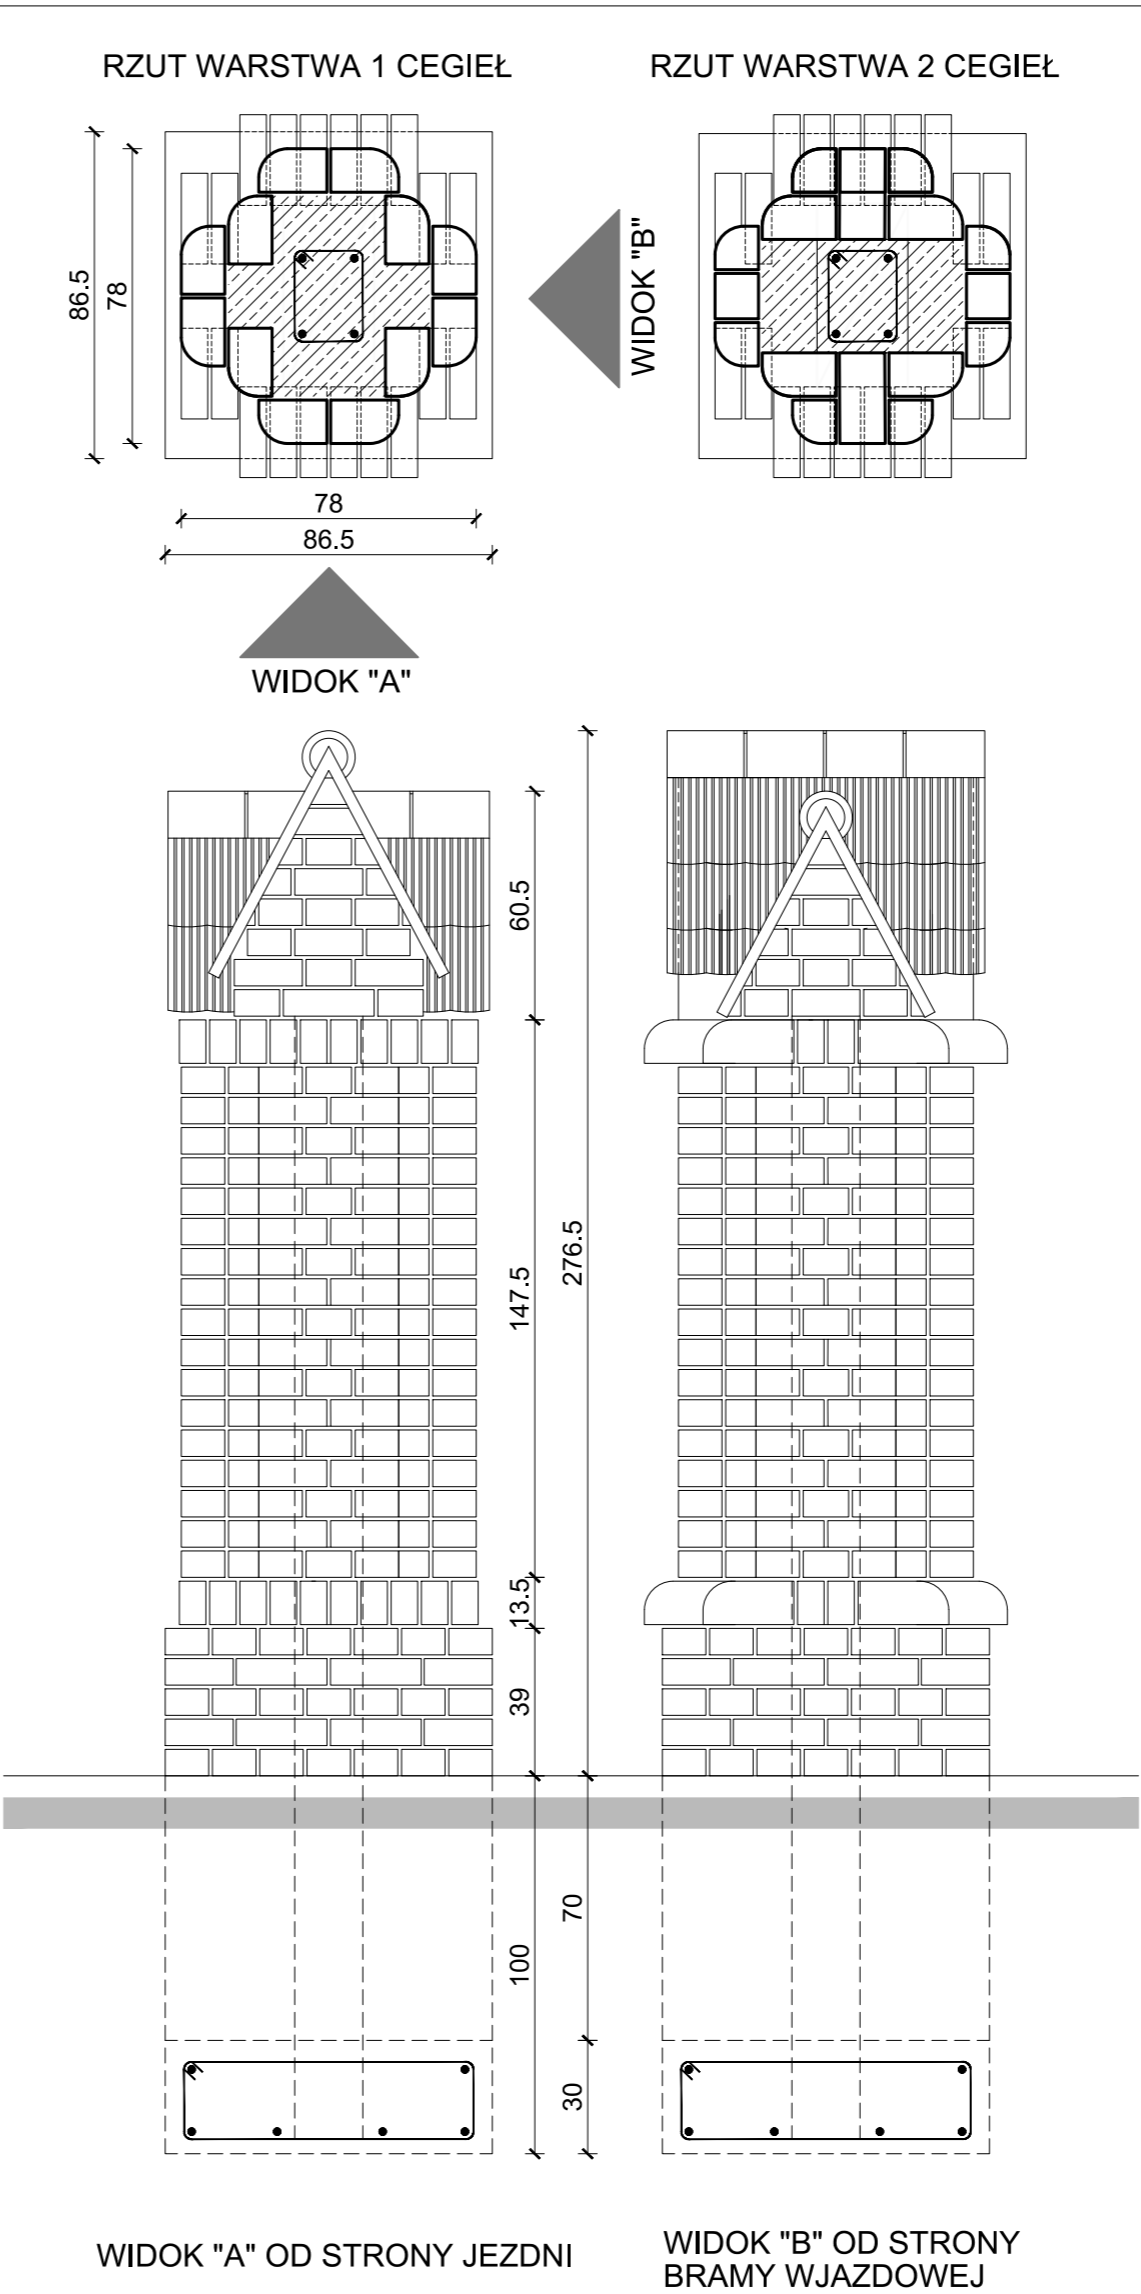 RZUT WARSTWA 1 CEGIEŁ
RZUT WARSTWA 2 CEGIEŁ
86.5
78
WIDOK "B"
78
86.5
WIDOK "A"
60.5
276.5
147.5
13.5
39
70
100
30
WIDOK "A" OD STRONY JEZDNI
WIDOK "B" OD STRONY
BRAMY WJAZDOWEJ